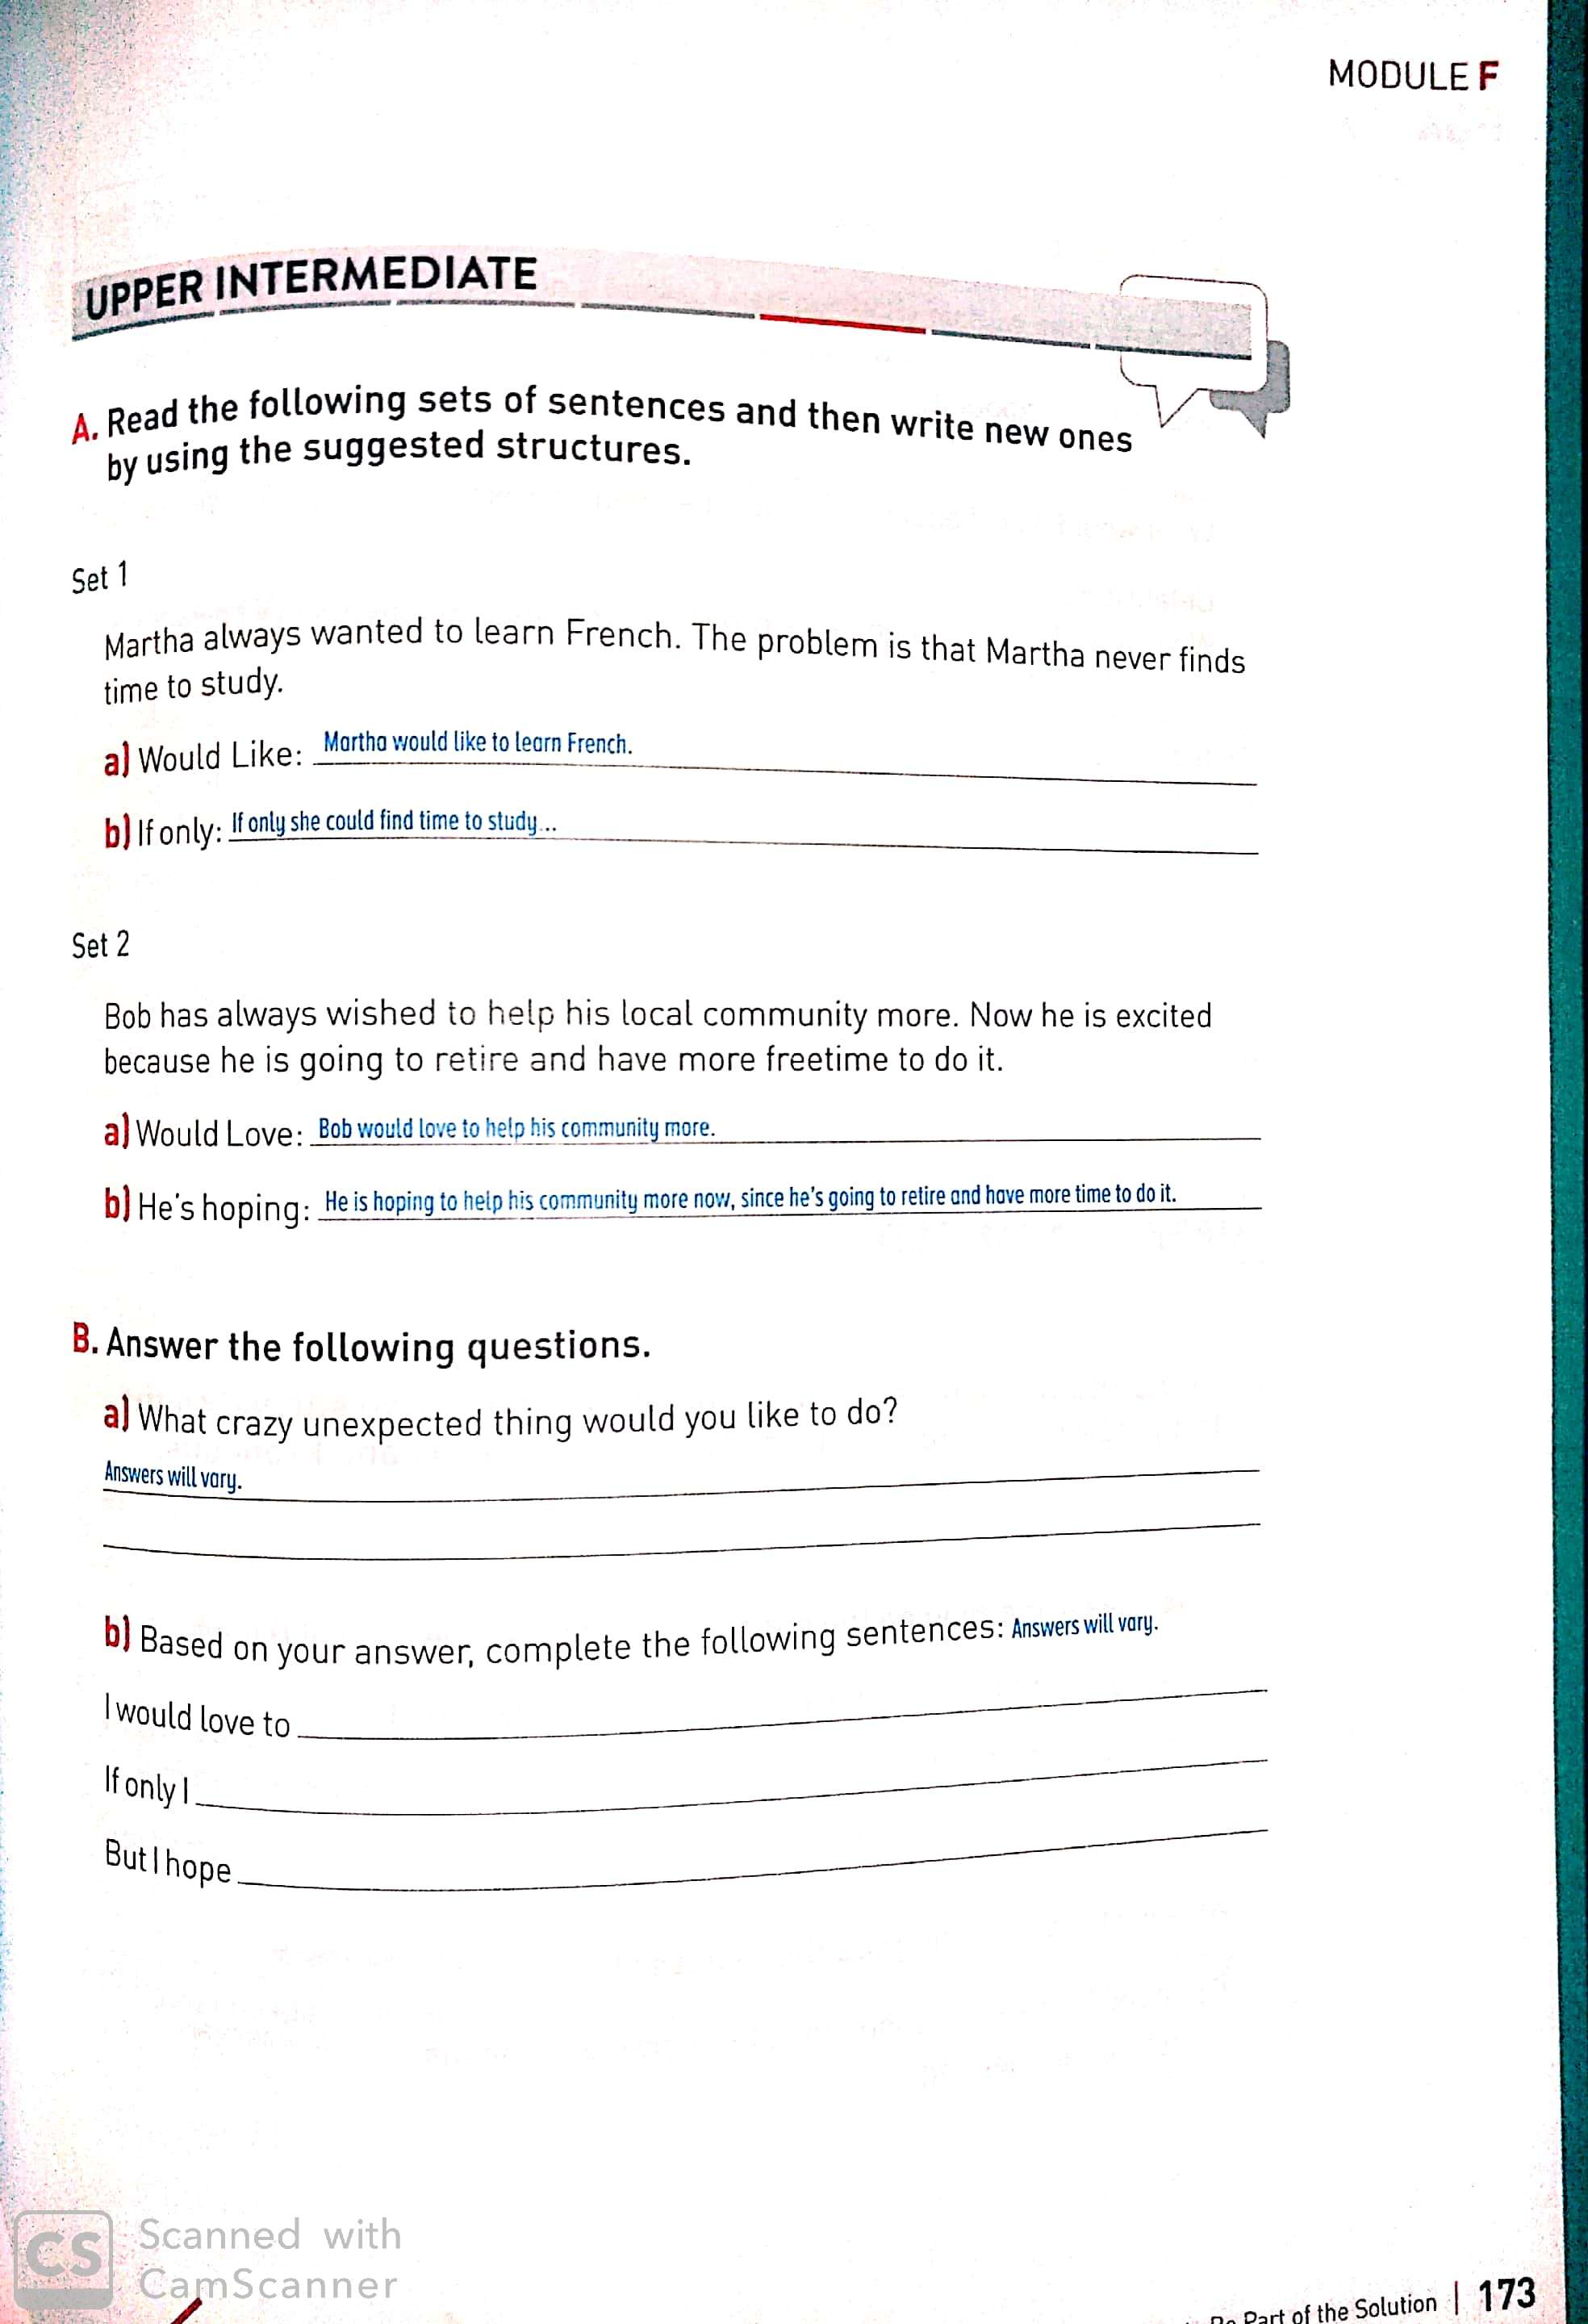 MODULE F
UPPER INTERMEDIATE
A. Read the following sets of sentences and then write new ones
by using the suggested structures.
Set 1
Martha always wanted to learn French. The problem is that Martha never finds
time to study.
a) Would Like: Martha would like to learn French.
b) If only: If only she could find time to study...
Set 2
Bob has always wished to help his local community more. Now he is excited
because he is going to retire and have more freetime to do it.
a) Would Love: Bob would love to help his community more.
b) He's hoping: He is hoping to help his community more now, since he's going to retire and have more time to do it.
B. Answer the following questions.
a) What crazy unexpected thing would you like to do?
Answers will vary.
b) Based on your answer, complete the following sentences: Answers will vary.
I would love to
If only I
But I hope
CS Scanned with
CamScanner
Part of the Solution | 173